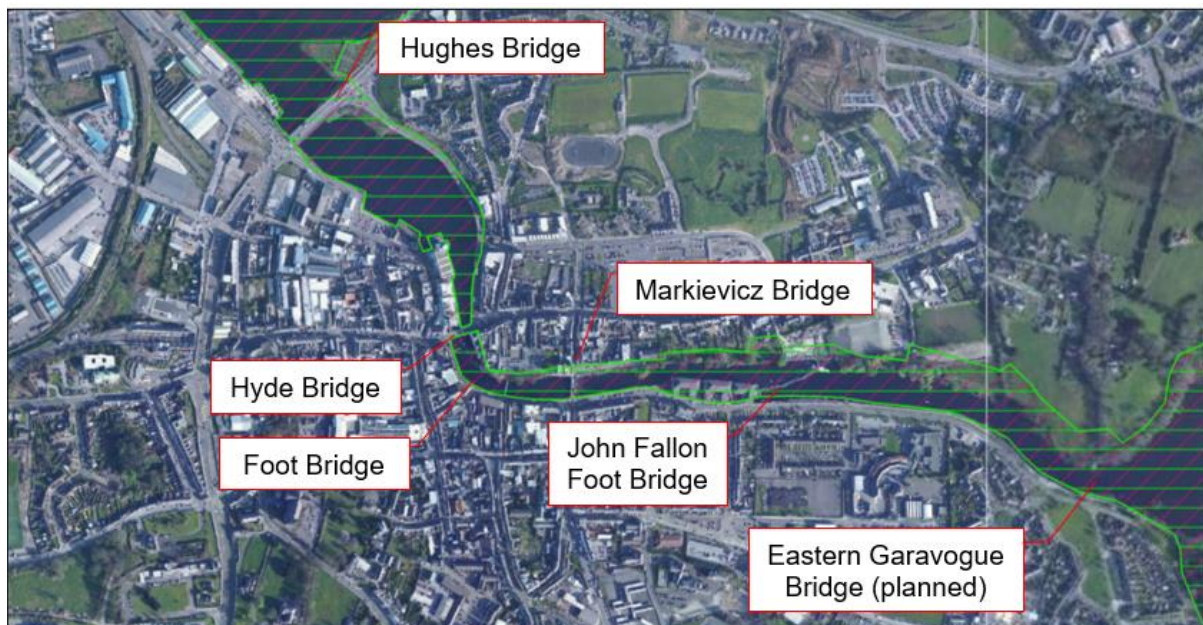 Hughes Bridge
Markievicz Bridge
Hyde Bridge
Foot Bridge
John Fallon
Foot Bridge
Eastern Garavogue
Bridge (planned)